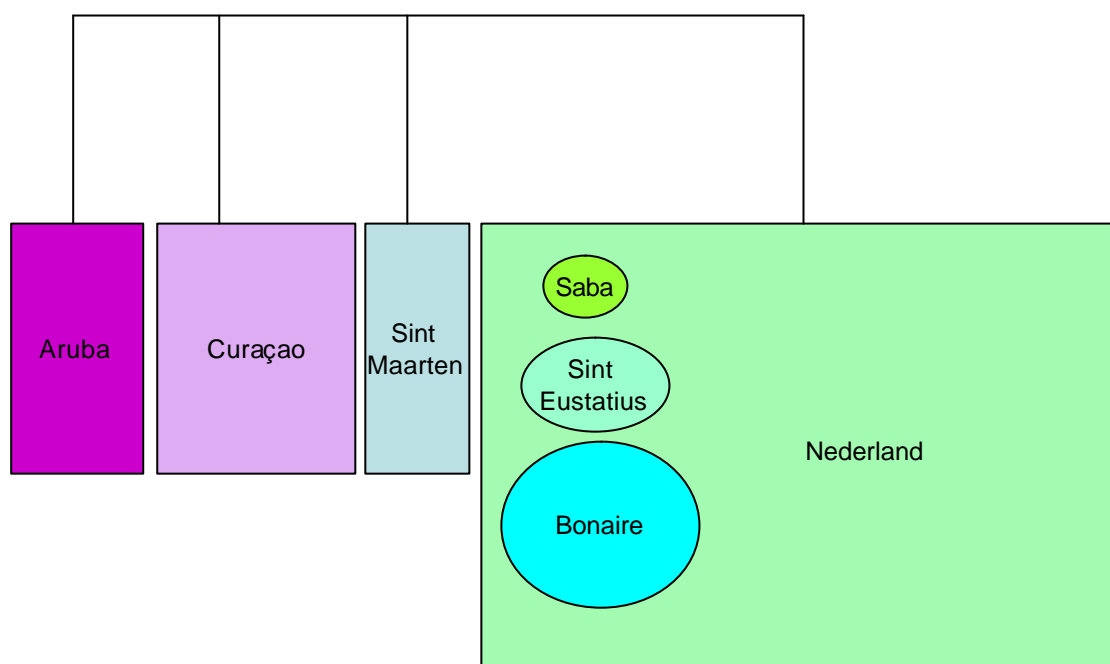 Aruba
Curaçao
Sint
Maarten
Saba
Sint
Eustatius
Bonaire
Nederland